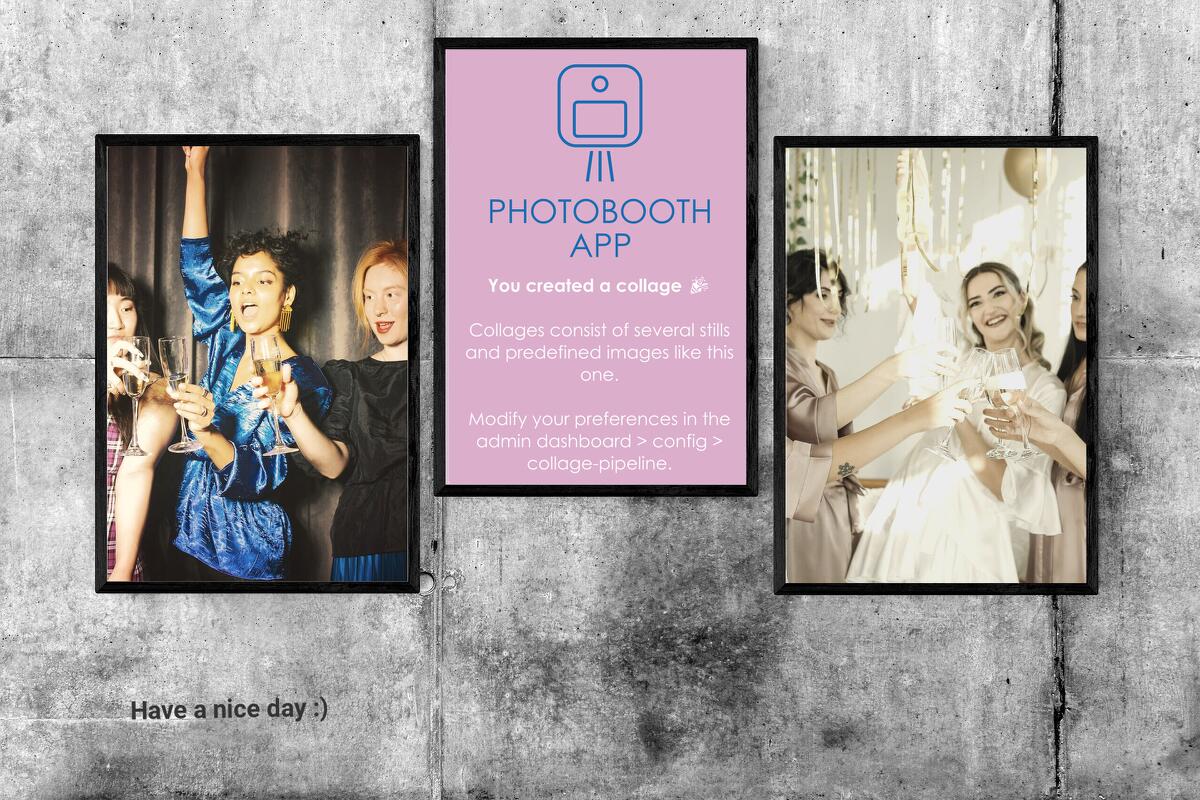 PHOTOBOOTH
APP
You created a collage 🎉
Collages consist of several stills
and predefined images like this
one.
Modify your preferences in the
admin dashboard > config >
collage-pipeline.
Have a nice day :)